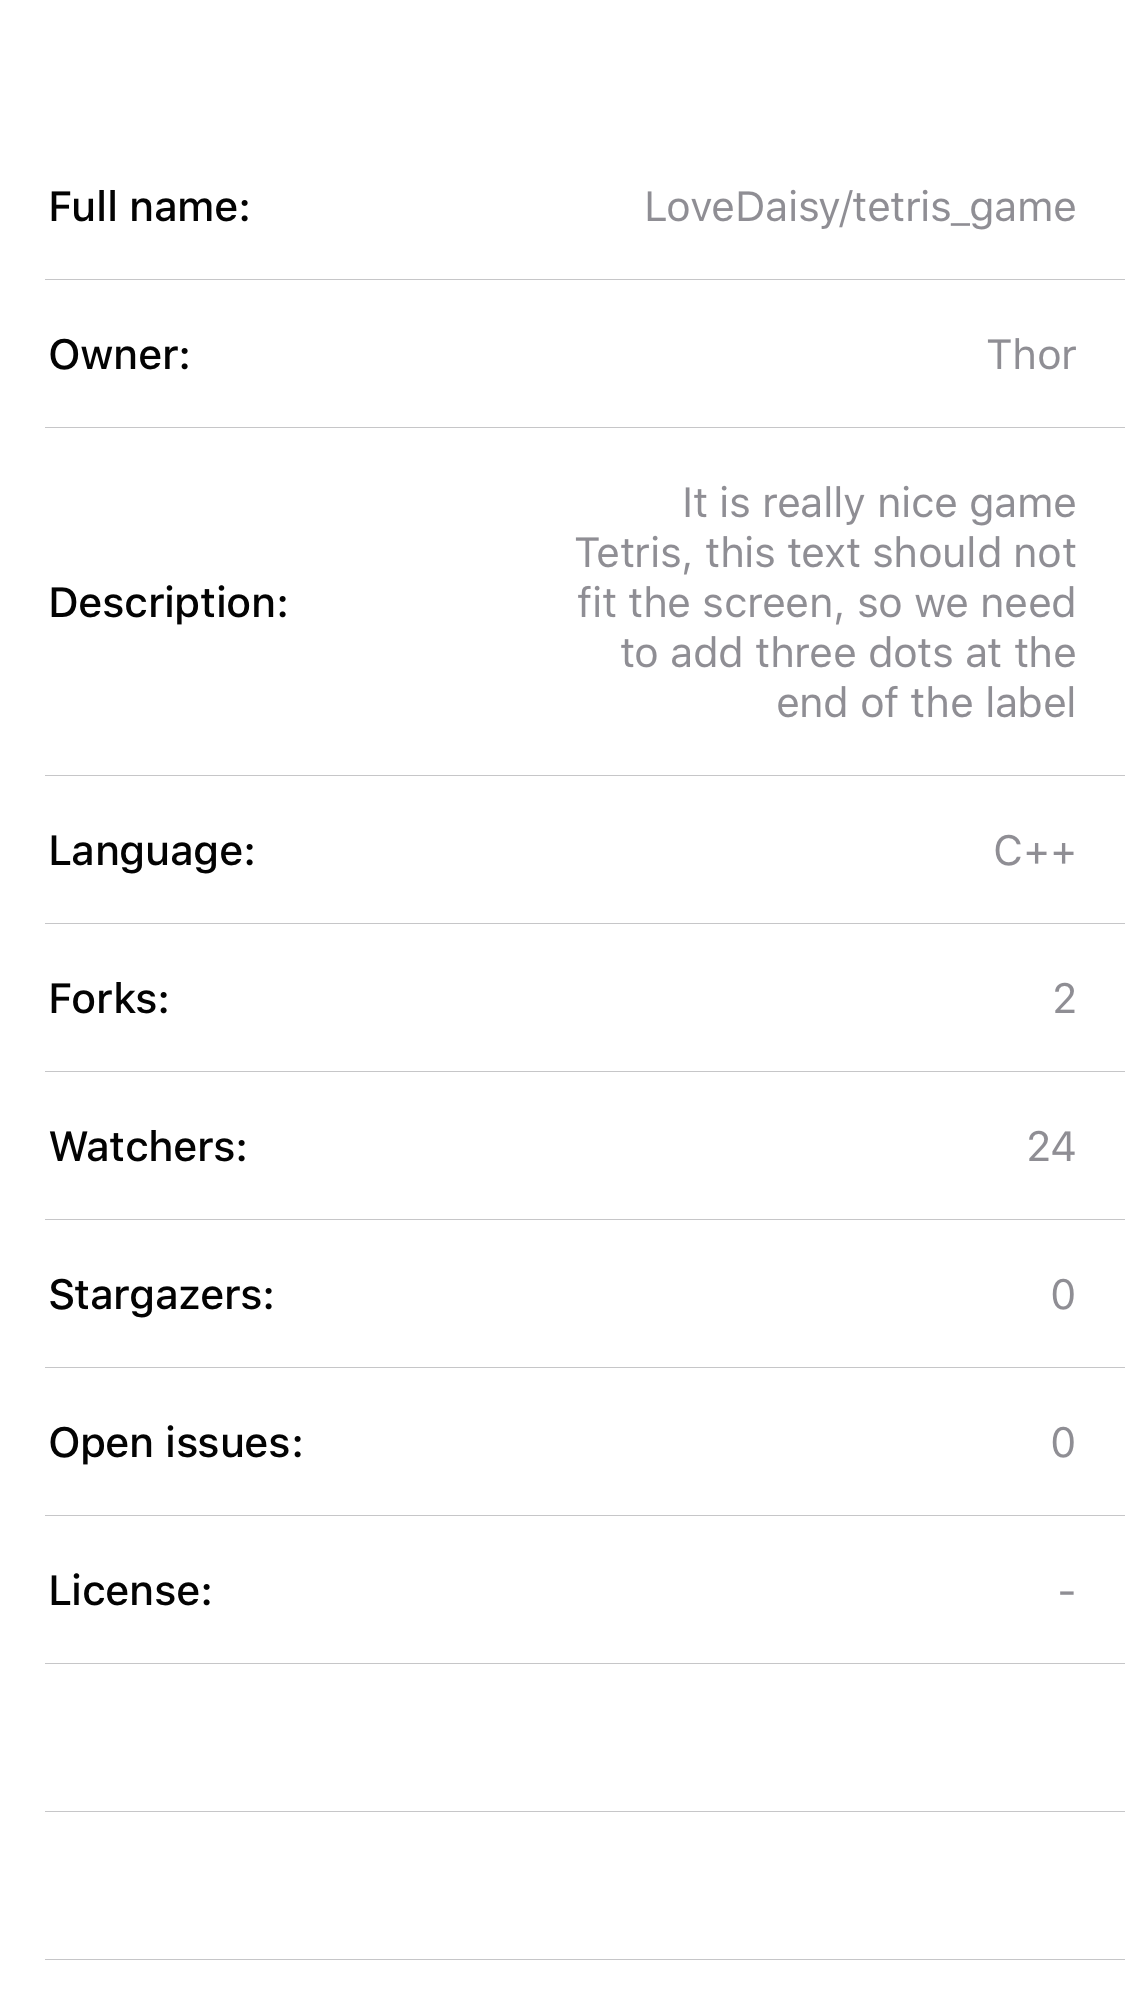 Full name: LoveDaisy/tetris_game
Owner: Thor
Description:
It is really nice game
Tetris, this text should not
fit the screen, so we need
to add three dots at the
end of the label
Language: C++
Forks: 2
Watchers: 24
Stargazers: 0
Open issues: 0
License: -